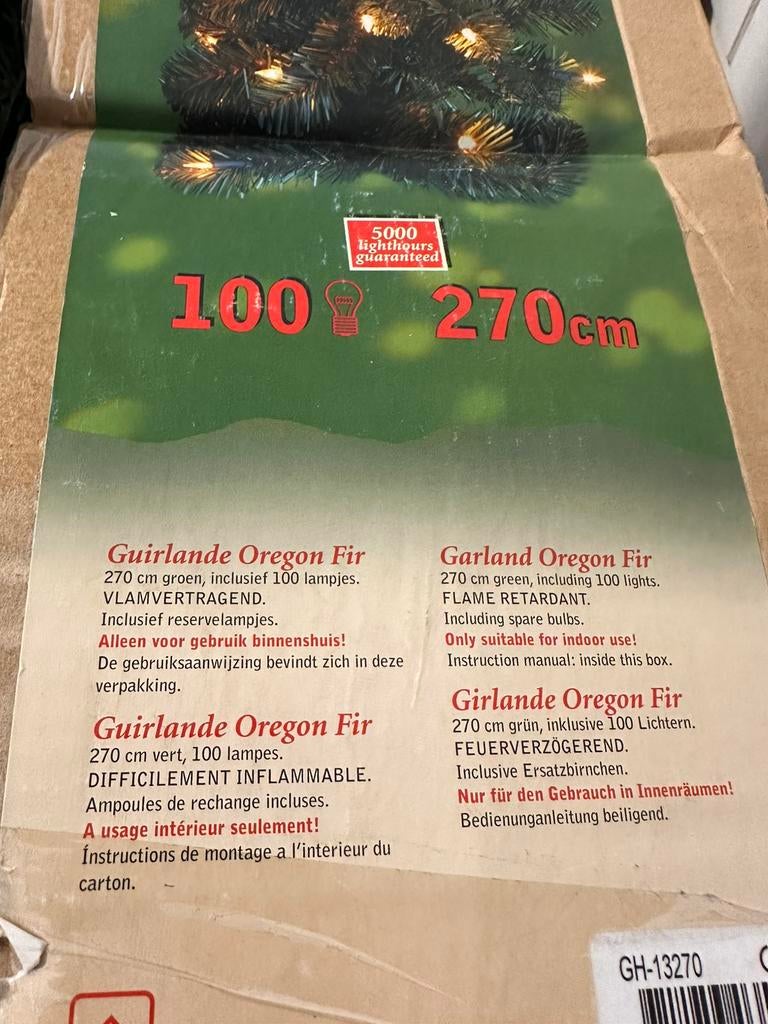 5000
lighthours
guaranteed
100
270cm
Guirlande Oregon Fir
270 cm groen, inclusief 100 lampjes.
VLAMVERTRAGEND.
Inclusief reservelampjes.
Alleen voor gebruik binnenshuis!
De gebruiksaanwijzing bevindt zich in deze
verpakking.
Guirlande Oregon Fir
270 cm vert, 100 lampes.
DIFFICILEMENT INFLAMMABLE.
Ampoules de rechange incluses.
A usage intérieur seulement!
Ínstructions de montage a l'interieur du
carton.
Garland Oregon Fir
270 cm green, including 100 lights.
FLAME RETARDANT.
Including spare bulbs.
Only suitable for indoor use!
Instruction manual: inside this box.
Girlande Oregon Fir
270 cm grün, inklusive 100 Lichtern.
FEUERVERZÖGEREND.
Inclusive Ersatzbirnchen.
Nur für den Gebrauch in Innenräumen!
Bedienunganleitung beiligend.
GH-13270